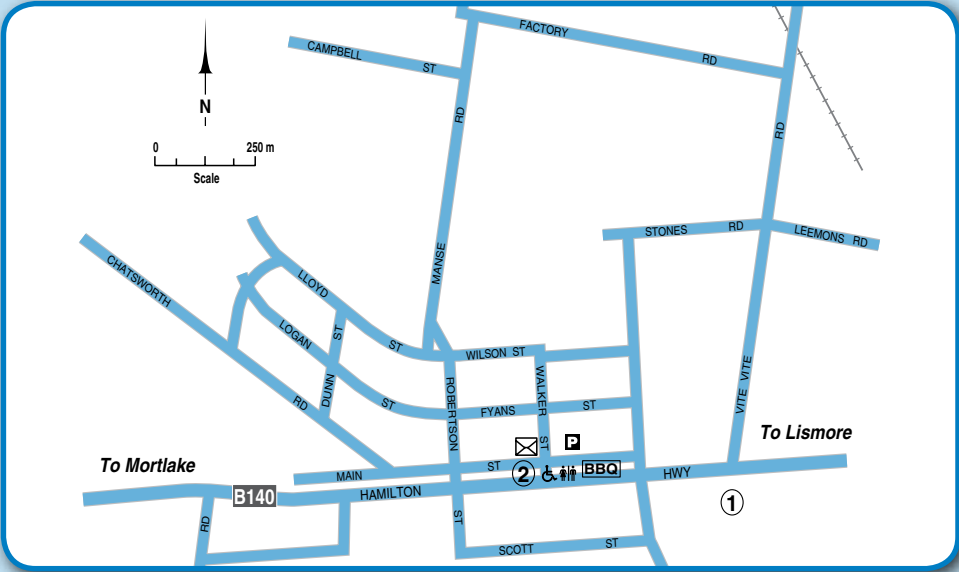 FACTORY RD
CAMPBELL ST
N
0 250 m
Scale
RD
RD
MANSE
STONES RD
LEEMONS RD
CHATSWORTH
RD
LLOYD
ST
LOGAN
ST
DUNN ST
WILSON ST
ROBERTSON
ST
WALKER
ST
FYANS ST
VITE VITE
To Lismore
To Mortlake
P
MAIN ST
2
BBQ
HWY
B140
HAMILTON
1
RD
SCOTT ST